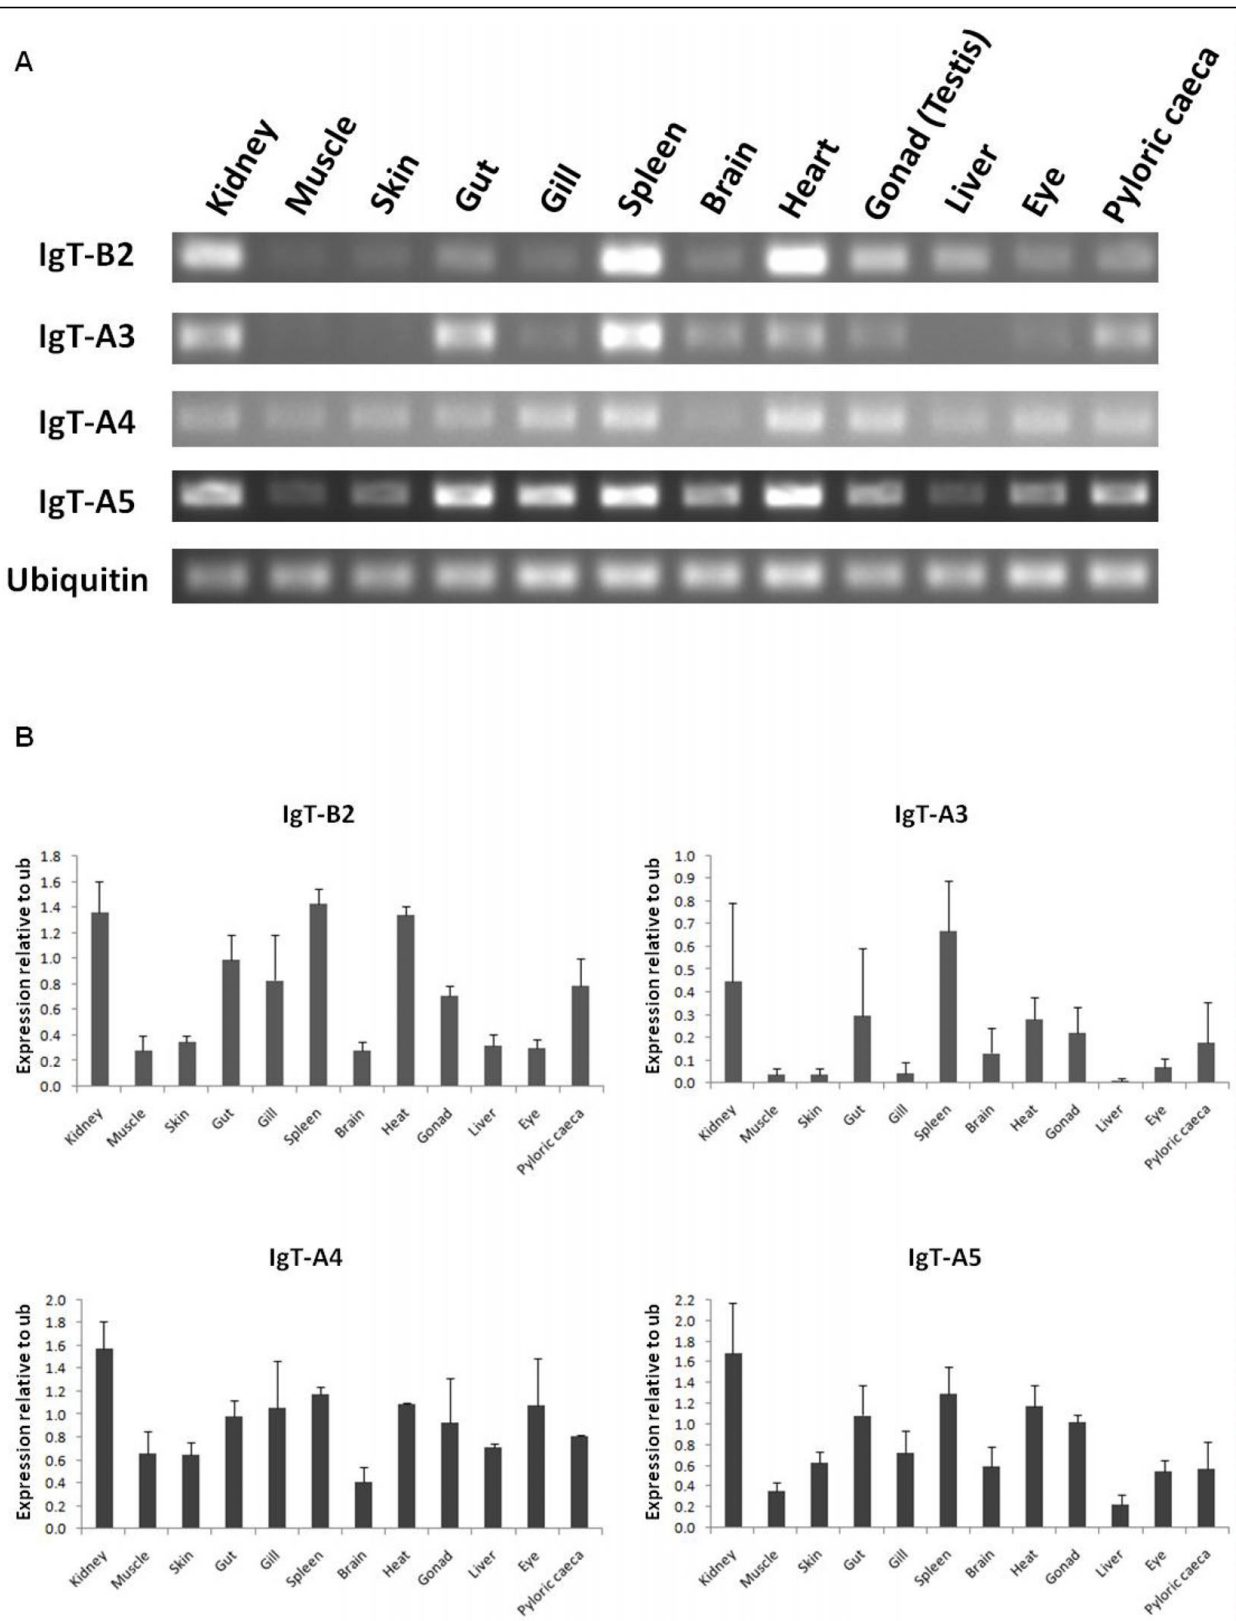 A
Kidney
Muscle
Skin
Gut
Gill
Spleen
Brain
Heart
Gonad (Testis)
Liver
Eye
Pyloric caeca
IgT-B2
IgT-A3
IgT-A4
IgT-A5
Ubiquitin
B
IgT-B2
Expression relative to ub
1.8
1.6
1.4
1.2
1.0
0.8
0.6
0.4
0.2
0.0
Kidney
Muscle
Skin
Gut
Gill
Spleen
Brain
Heat
Gonad
Liver
Eye
Pyloric caeca
IgT-A3
Expression relative to ub
1.0
0.9
0.8
0.7
0.6
0.5
0.4
0.3
0.2
0.1
0.0
Kidney
Muscle
Skin
Gut
Gill
Spleen
Brain
Heat
Gonad
Liver
Eye
Pyloric caeca
IgT-A4
Expression relative to ub
2.0
1.8
1.6
1.4
1.2
1.0
0.8
0.6
0.4
0.2
0.0
Kidney
Muscle
Skin
Gut
Gill
Spleen
Brain
Heat
Gonad
Liver
Eye
Pyloric caeca
IgT-A5
Expression relative to ub
2.2
2.0
1.8
1.6
1.4
1.2
1.0
0.8
0.6
0.4
0.2
0.0
Kidney
Muscle
Skin
Gut
Gill
Spleen
Brain
Heat
Gonad
Liver
Eye
Pyloric caeca